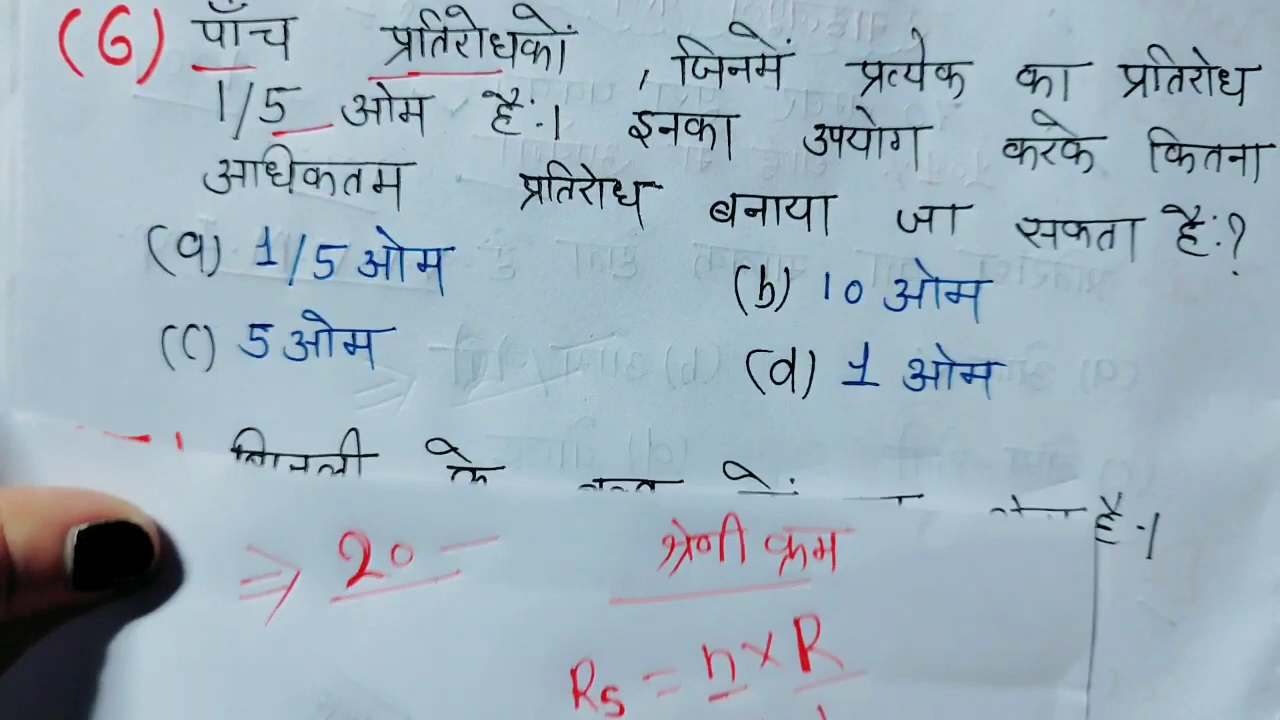 (6) पाँच प्रतिरोधकों , जिनमें प्रत्येक का प्रतिरोध
1/5 ओम हैं। इनका उपयोग करके कितना
अधिकतम प्रतिरोध बनाया जा सकता हैं?
(a) 1/5 ओम
(b) 10 ओम
(c) 5 ओम
(d) 1 ओम
के
है।
⇒ 20 —
श्रेणी क्रम
Rs = n × R